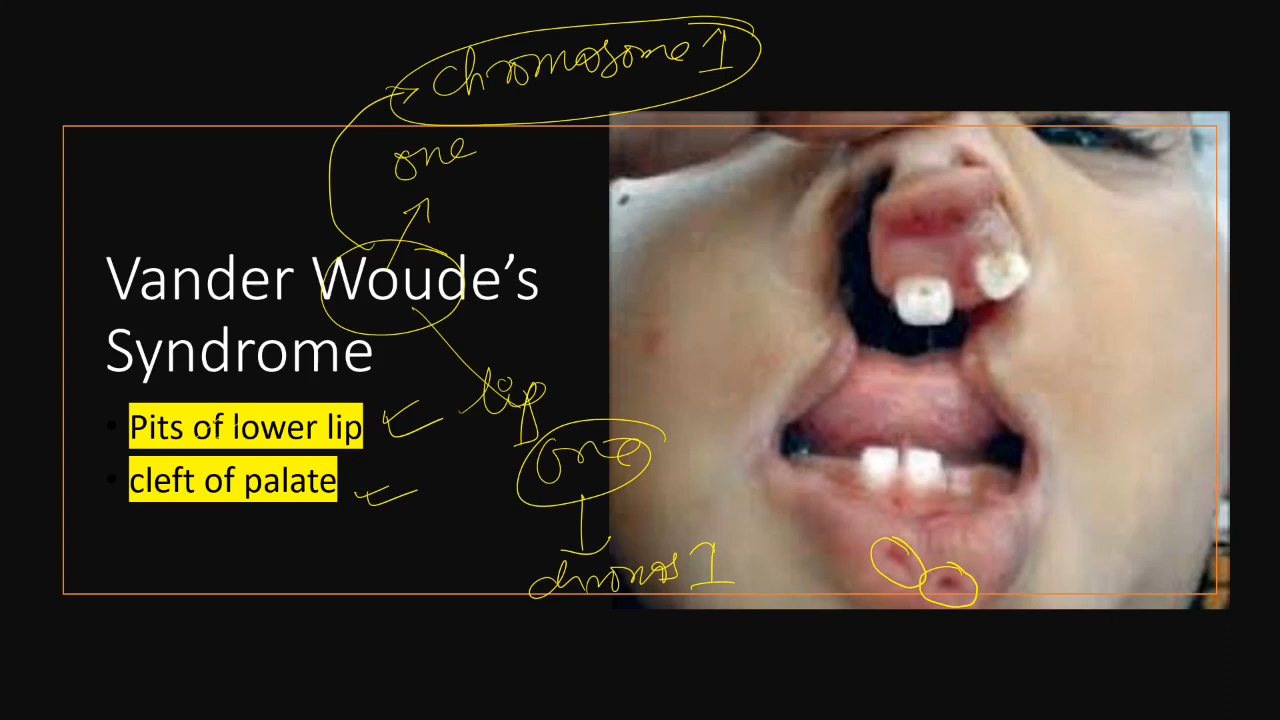 chromosome 1
one
Vander Woude's
Syndrome
lip
• Pits of lower lip
one
• cleft of palate
chromos 1